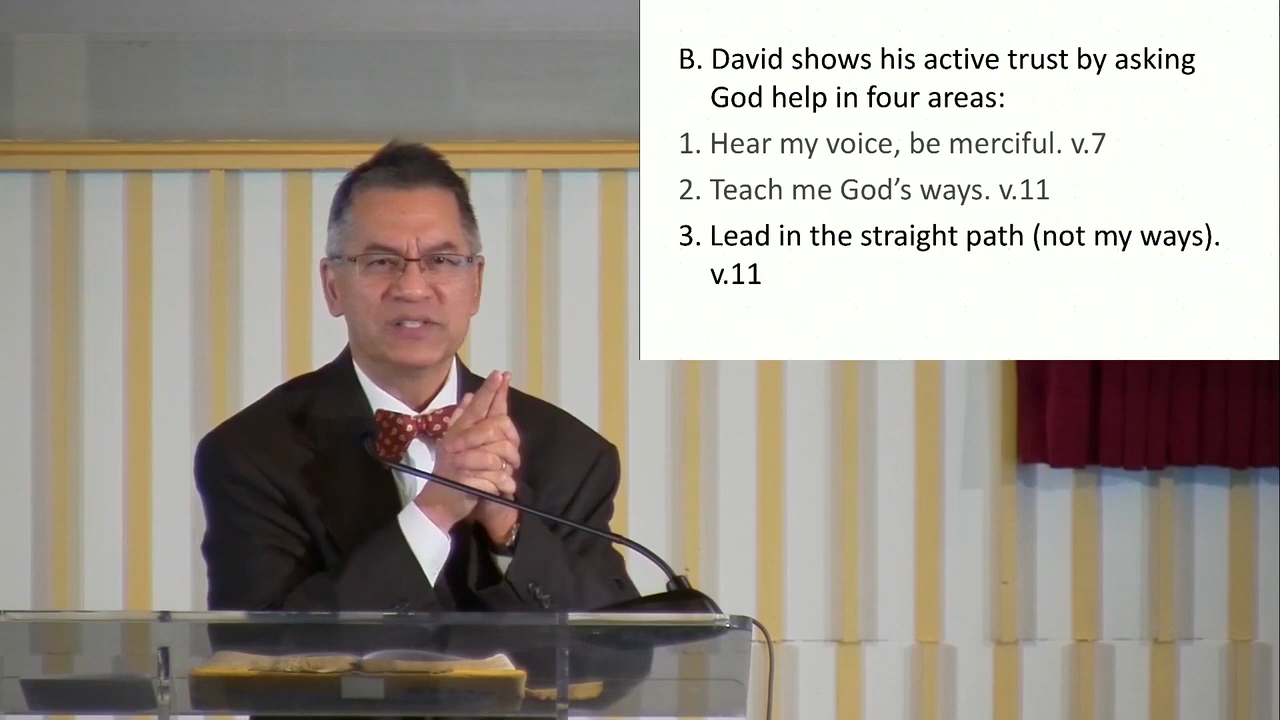 B. David shows his active trust by asking
God help in four areas:
1. Hear my voice, be merciful. v.7
2. Teach me God’s ways. v.11
3. Lead in the straight path (not my ways).
v.11